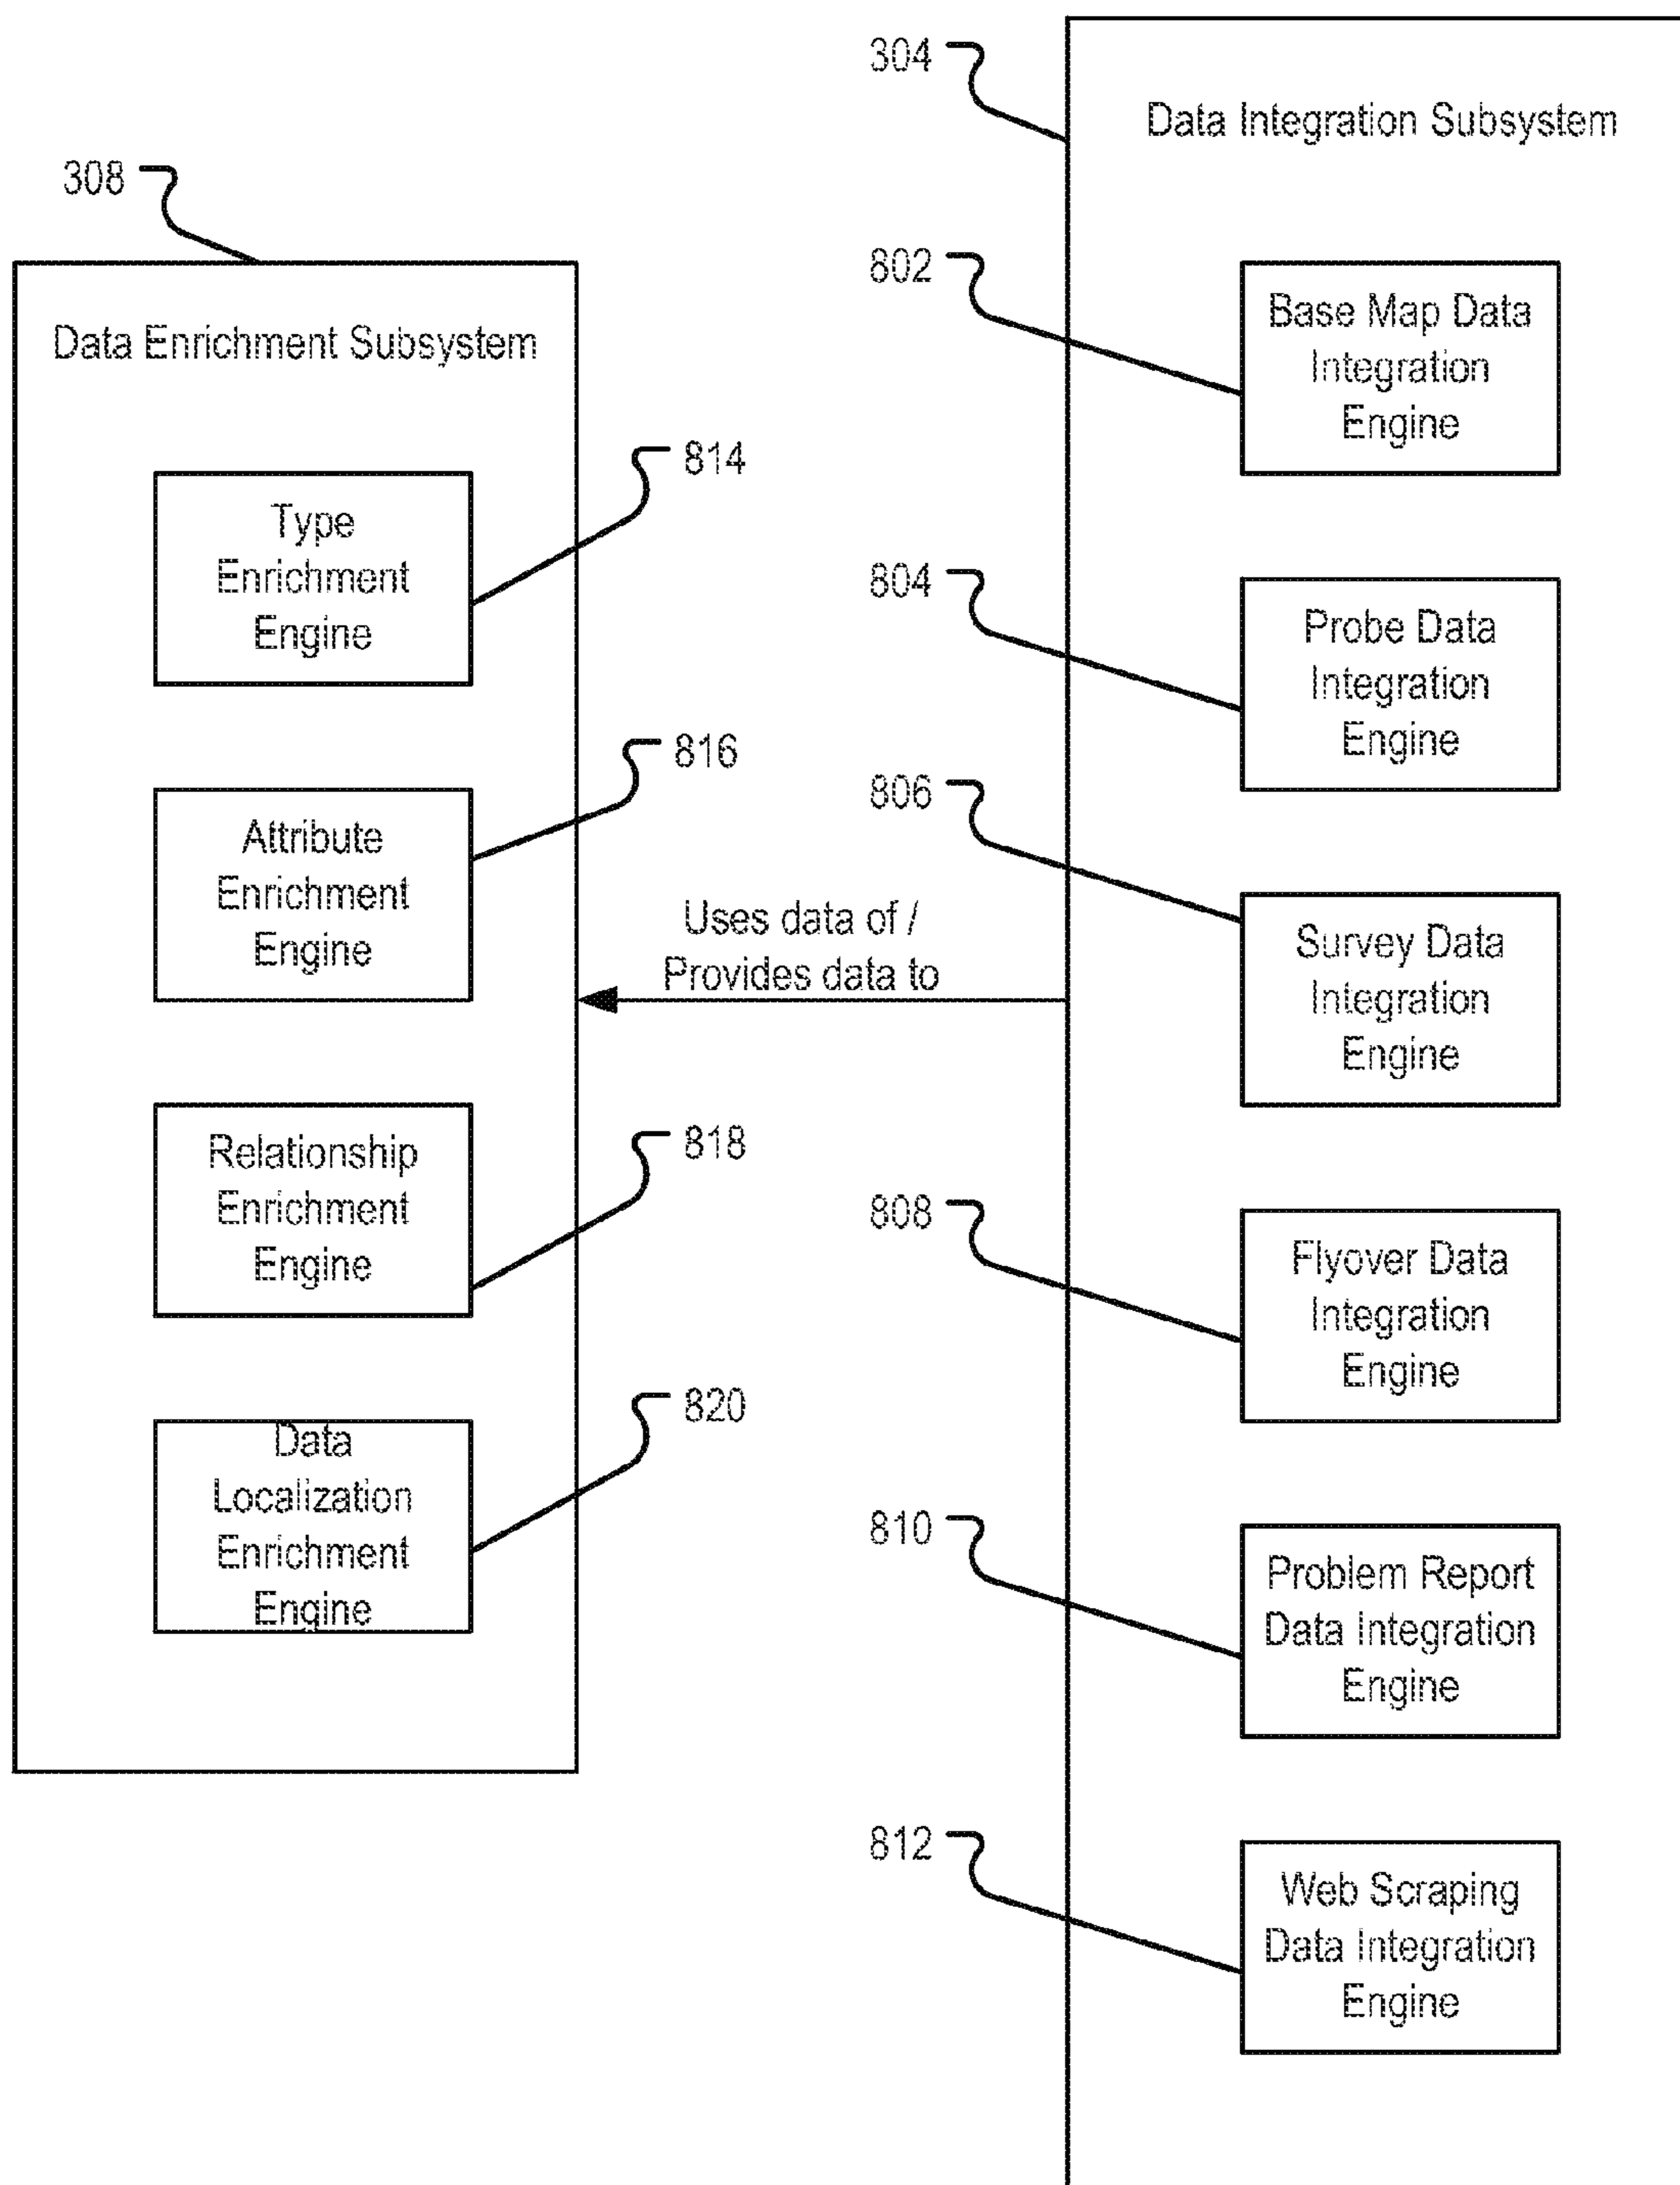 308
Data Enrichment Subsystem
814
Type
Enrichment
Engine
816
Attribute
Enrichment
Engine
818
Relationship
Enrichment
Engine
820
Data
Localization
Enrichment
Engine
Uses data of /
Provides data to
304
Data Integration Subsystem
802
Base Map Data
Integration
Engine
804
Probe Data
Integration
Engine
806
Survey Data
Integration
Engine
808
Flyover Data
Integration
Engine
810
Problem Report
Data Integration
Engine
812
Web Scraping
Data Integration
Engine